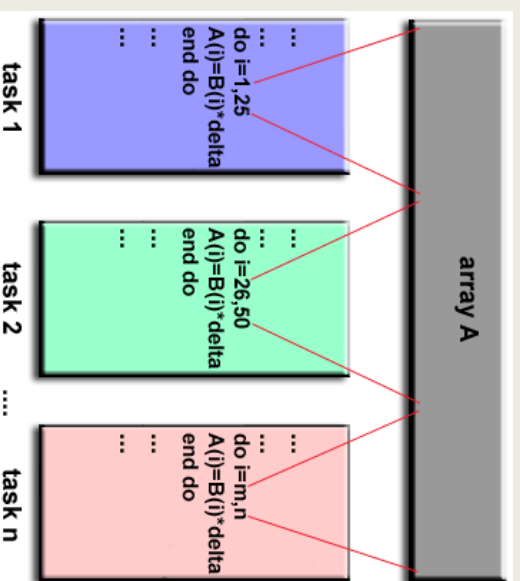 array A
...
...
do i=1,25
A(i)=B(i)*delta
end do
...
...
task 1
...
...
do i=26,50
A(i)=B(i)*delta
end do
...
...
task 2
....
...
...
do i=m,n
A(i)=B(i)*delta
end do
...
...
task n